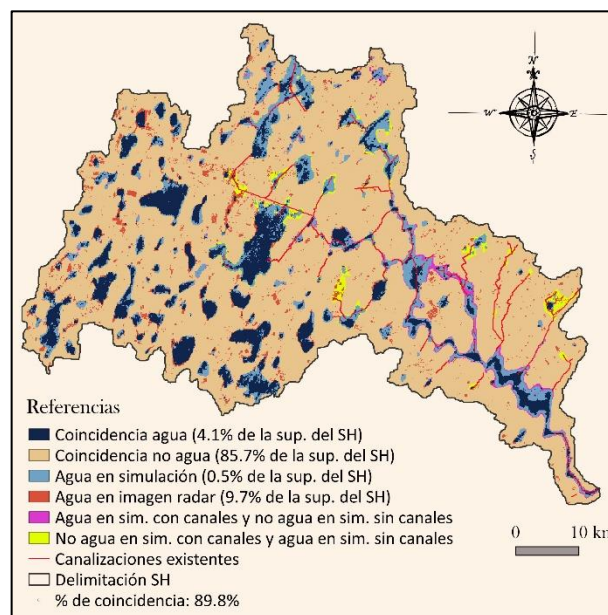 N
W E
S
Referencias
Coincidencia agua (4.1% de la sup. del SH)
Coincidencia no agua (85.7% de la sup. del SH)
Agua en simulación (0.5% de la sup. del SH)
Agua en imagen radar (9.7% de la sup. del SH)
Agua en sim. con canales y no agua en sim. sin canales
No agua en sim. con canales y agua en sim. sin canales
Canalizaciones existentes
Delimitación SH
% de coincidencia: 89.8%
0 10 km